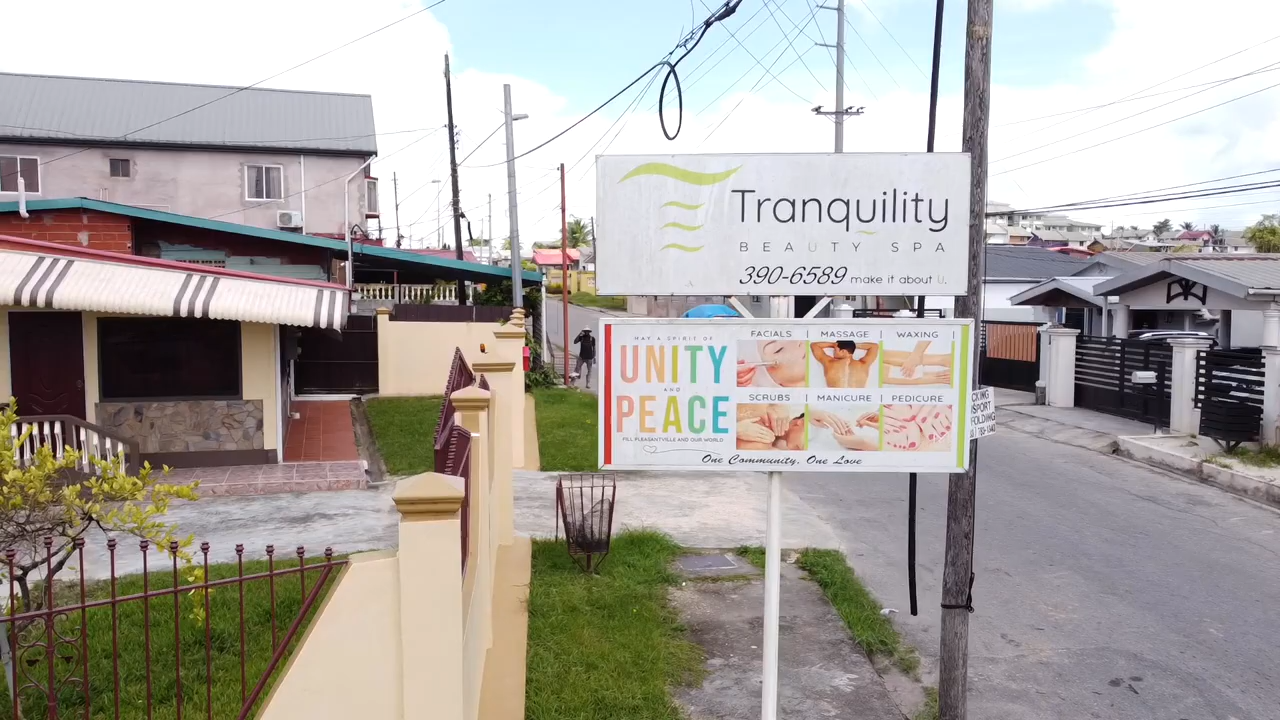 Tranquility
BEAUTY SPA
390-6589 make it about U.
MAY A SPIRIT OF
UNITY
AND
PEACE
FILL PLEASANTVILLE AND OUR WORLD
FACIALS | MASSAGE | WAXING
SCRUBS | MANICURE | PEDICURE
One Community. One Love